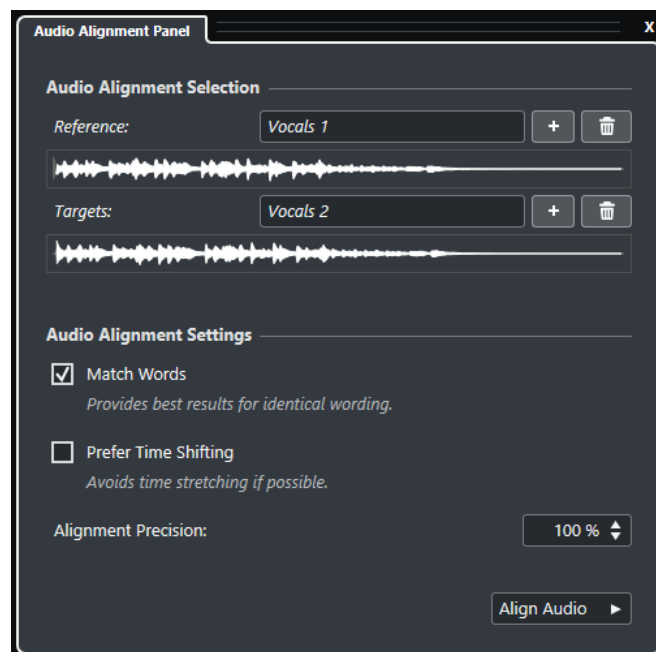 Audio Alignment Panel X
Audio Alignment Selection
Reference: Vocals 1 +
Targets: Vocals 2 +
Audio Alignment Settings
Match Words
Provides best results for identical wording.
Prefer Time Shifting
Avoids time stretching if possible.
Alignment Precision: 100 %
Align Audio